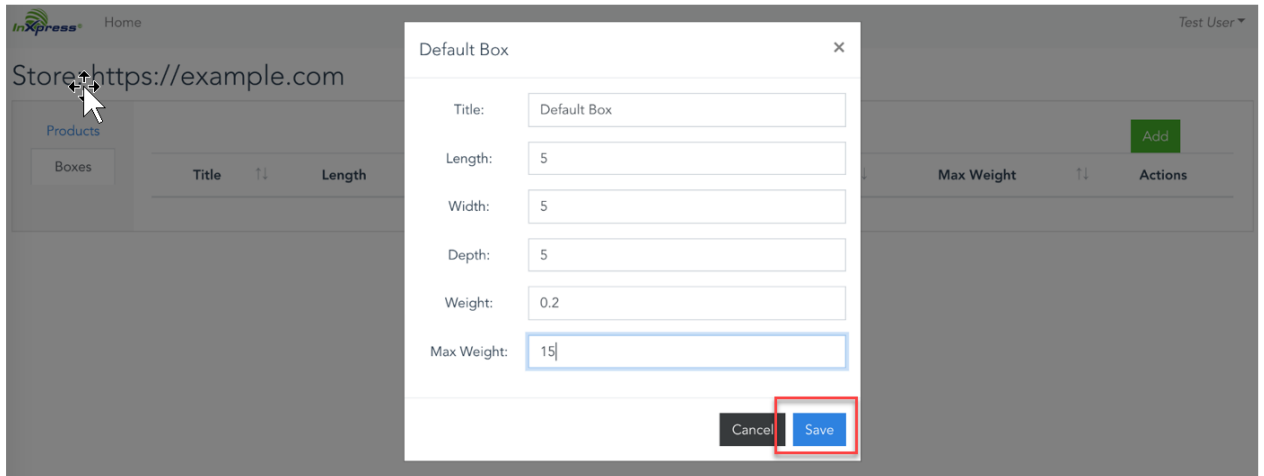 InXpress® Home Test User
Default Box ×
Store: https://example.com
Title: Default Box
Products
Add
Length: 5
Boxes
Title ↑↓ Length Max Weight ↑↓ Actions
Width: 5
Depth: 5
Weight: 0.2
Max Weight: 15
Cancel Save